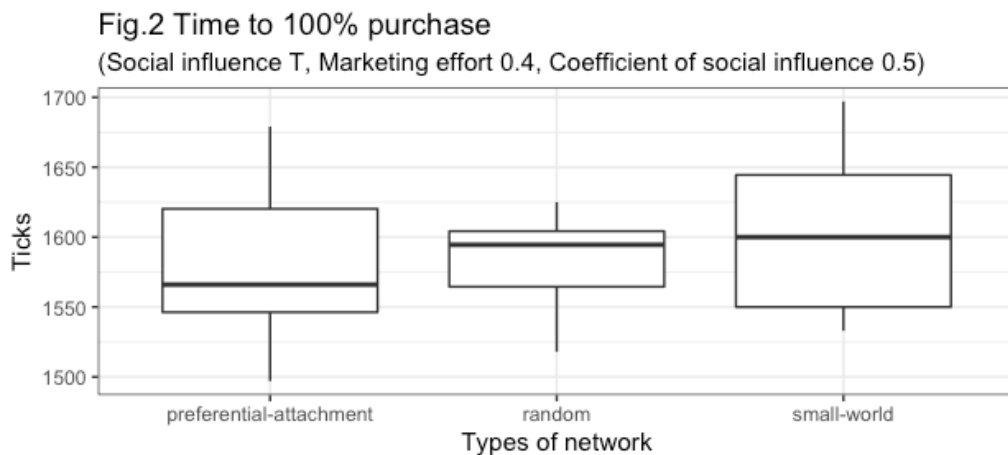 Fig.2 Time to 100% purchase
(Social influence T, Marketing effort 0.4, Coefficient of social influence 0.5)
1700
1650
1600
1550
1500
Ticks
preferential-attachment random small-world
Types of network